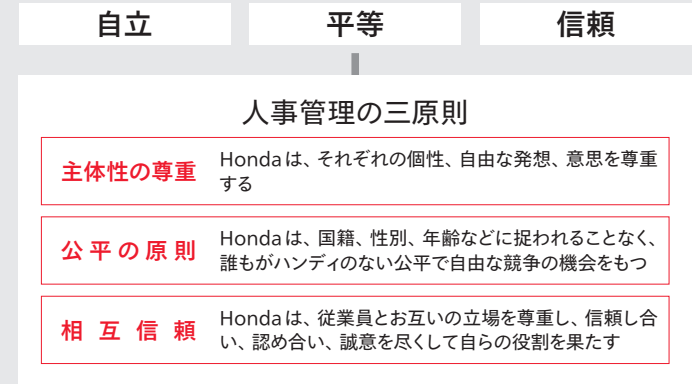 自立
平等
信頼
人事管理の三原則
主体性の尊重
Hondaは、それぞれの個性、自由な発想、意思を尊重
する
公平の原則
Hondaは、国籍、性別、年齢などに捉われることなく、
誰もがハンディのない公平で自由な競争の機会をもつ
相互信頼
Hondaは、従業員とお互いの立場を尊重し、信頼し合
い、認め合い、誠意を尽くして自らの役割を果たす